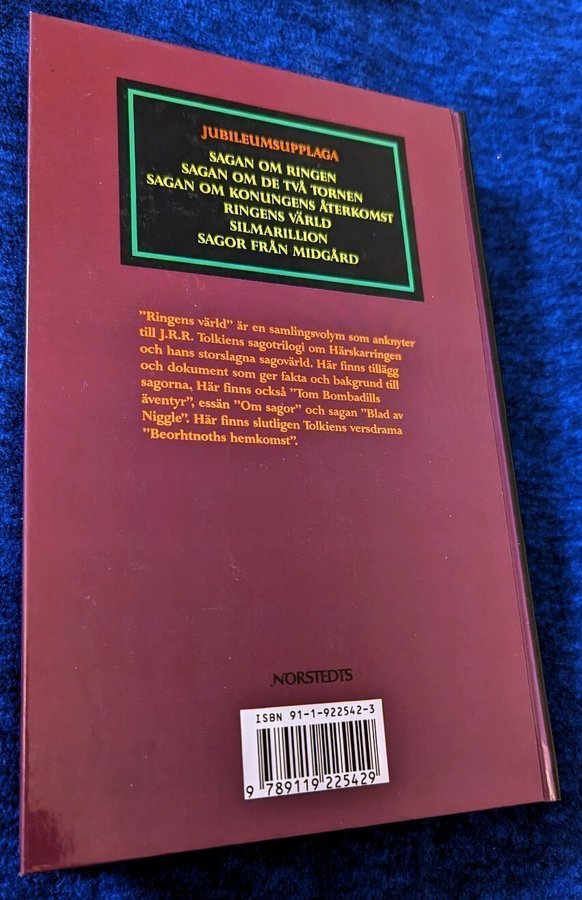 JUBILEUMSUPPLAGA
SAGAN OM RINGEN
SAGAN OM DE TVÅ TORNEN
SAGAN OM KONUNGENS ÅTERKOMST
RINGENS VÄRLD
SILMARILLION
SAGOR FRÅN MIDGÅRD
”Ringens värld” är en samlingsvolym som anknyter
till J.R.R. Tolkiens sagotrilogi om Härskarringen
och hans storslagna sagovärld. Här finns tillägg
och dokument som ger fakta och bakgrund till
sagorna, Här finns också ”Tom Bombadills
äventyr”, essän ”Om sagor” och sagan ”Blad av
Niggle”. Här finns slutligen Tolkiens versdrama
”Beorhtnoths hemkomst”.
NORSTEDTS
ISBN 91-1-922542-3
9 789119 225429